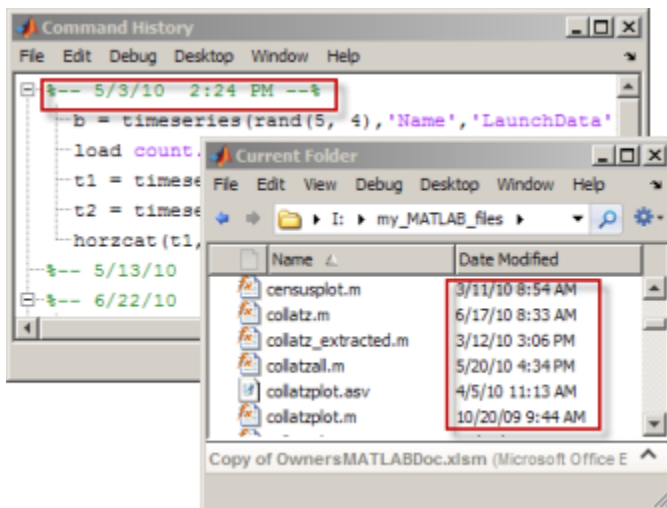 Command History
File Edit Debug Desktop Window Help
%-- 5/3/10 2:24 PM --%
b = timeseries(rand(5, 4),'Name','LaunchData'
load count.
t1 = timese
t2 = timese
horzcat(t1,
%-- 5/13/10
%-- 6/22/10
Current Folder
File Edit View Debug Desktop Window Help
I: my_MATLAB_files
Name Date Modified
censusplot.m 3/11/10 8:54 AM
collatz.m 6/17/10 8:33 AM
collatz_extracted.m 3/12/10 3:06 PM
collatzall.m 5/20/10 4:34 PM
collatzplot.asv 4/5/10 11:13 AM
collatzplot.m 10/20/09 9:44 AM
Copy of OwnersMATLABDoc.xlsm (Microsoft Office E